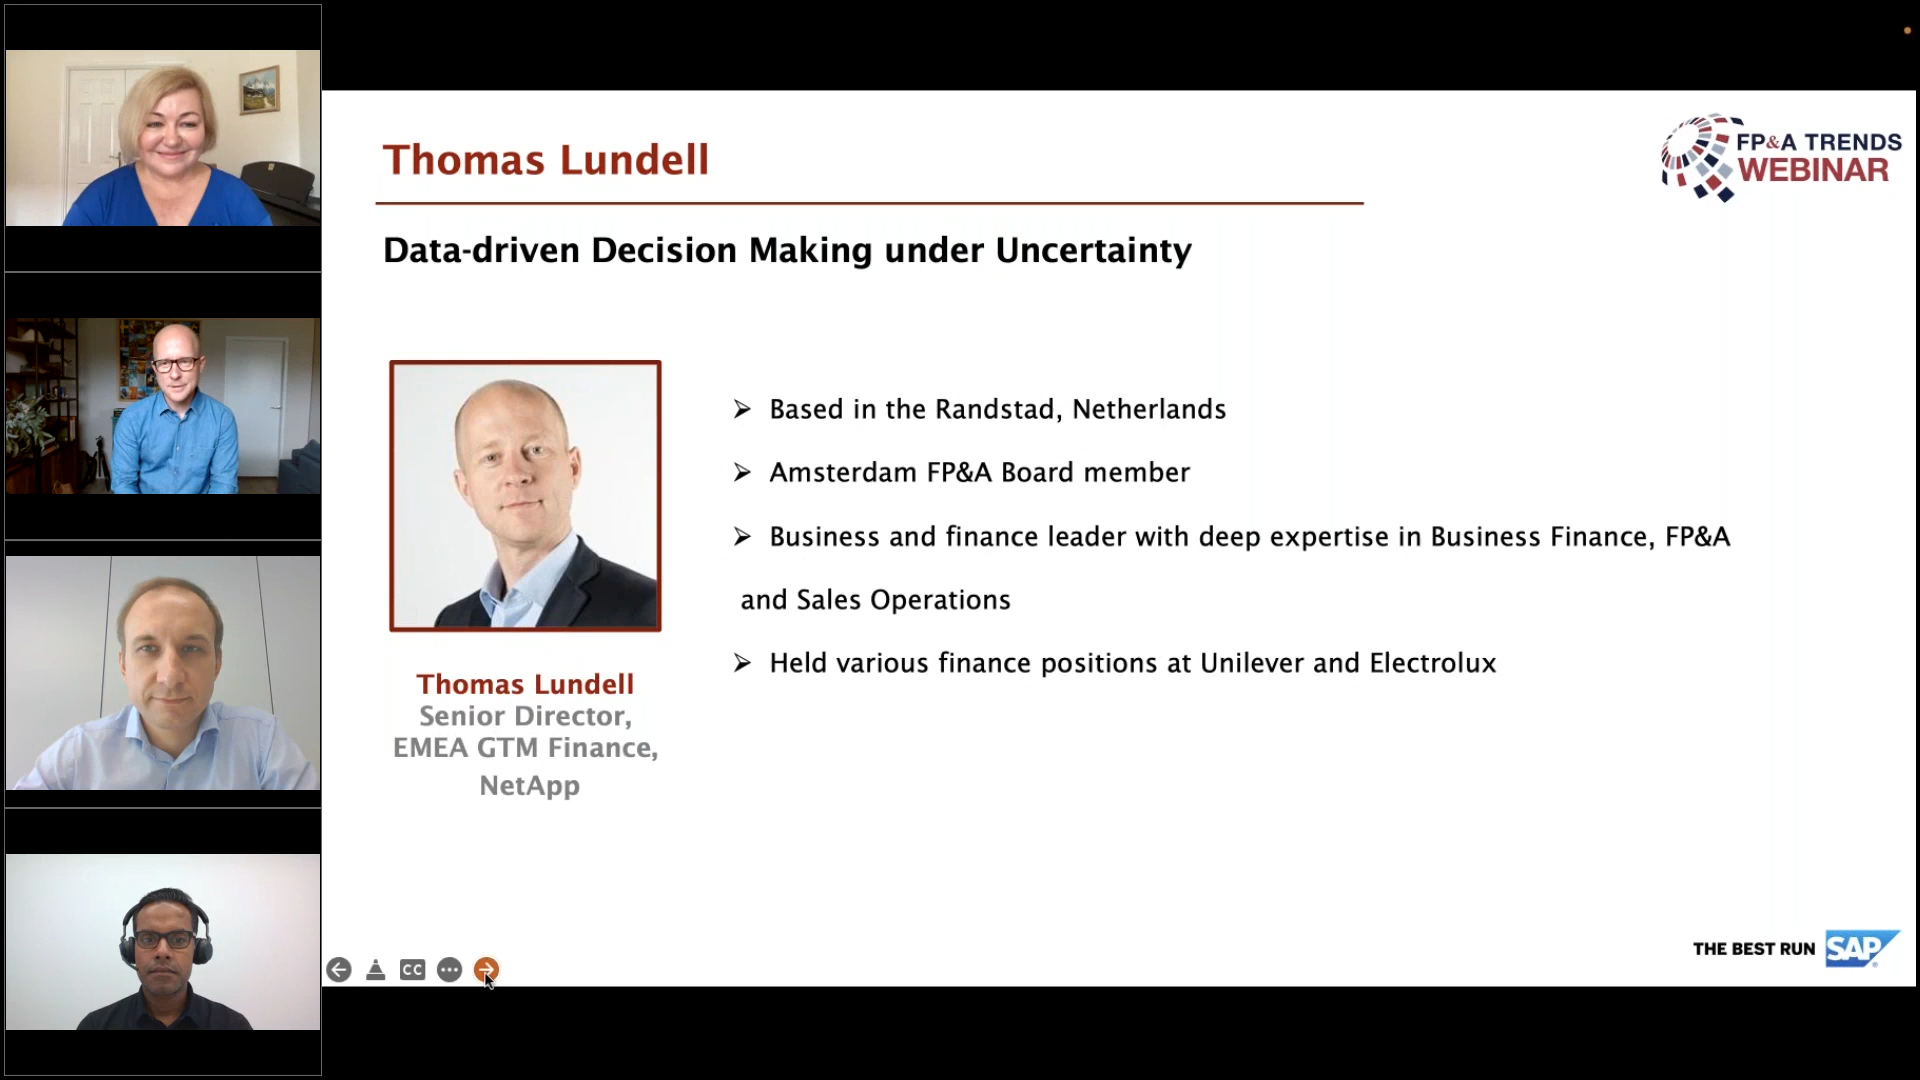 Thomas Lundell
FP&A TRENDS
WEBINAR
Data-driven Decision Making under Uncertainty
➢ Based in the Randstad, Netherlands
➢ Amsterdam FP&A Board member
➢ Business and finance leader with deep expertise in Business Finance, FP&A
and Sales Operations
➢ Held various finance positions at Unilever and Electrolux
Thomas Lundell
Senior Director,
EMEA GTM Finance,
NetApp
THE BEST RUN SAP®
CC